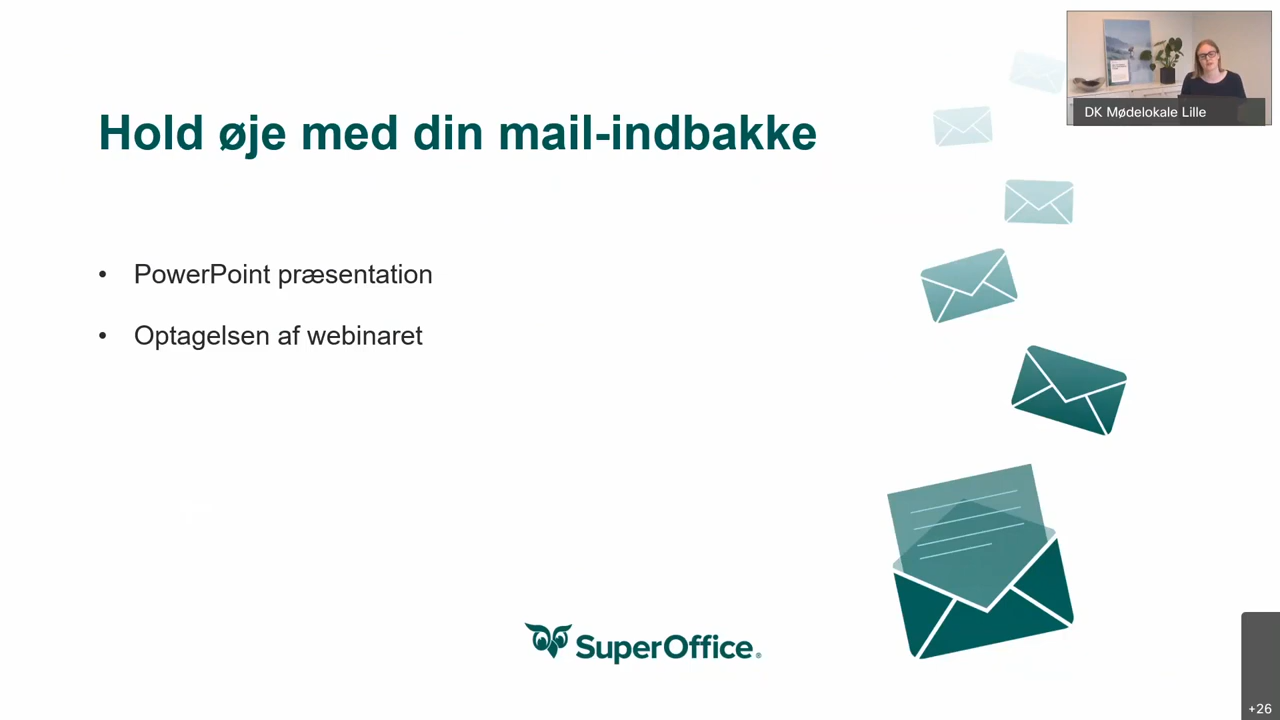 Hold øje med din mail-indbakke
DK Mødelokale Lille
• PowerPoint præsentation
• Optagelsen af webinaret
SuperOffice®
+26